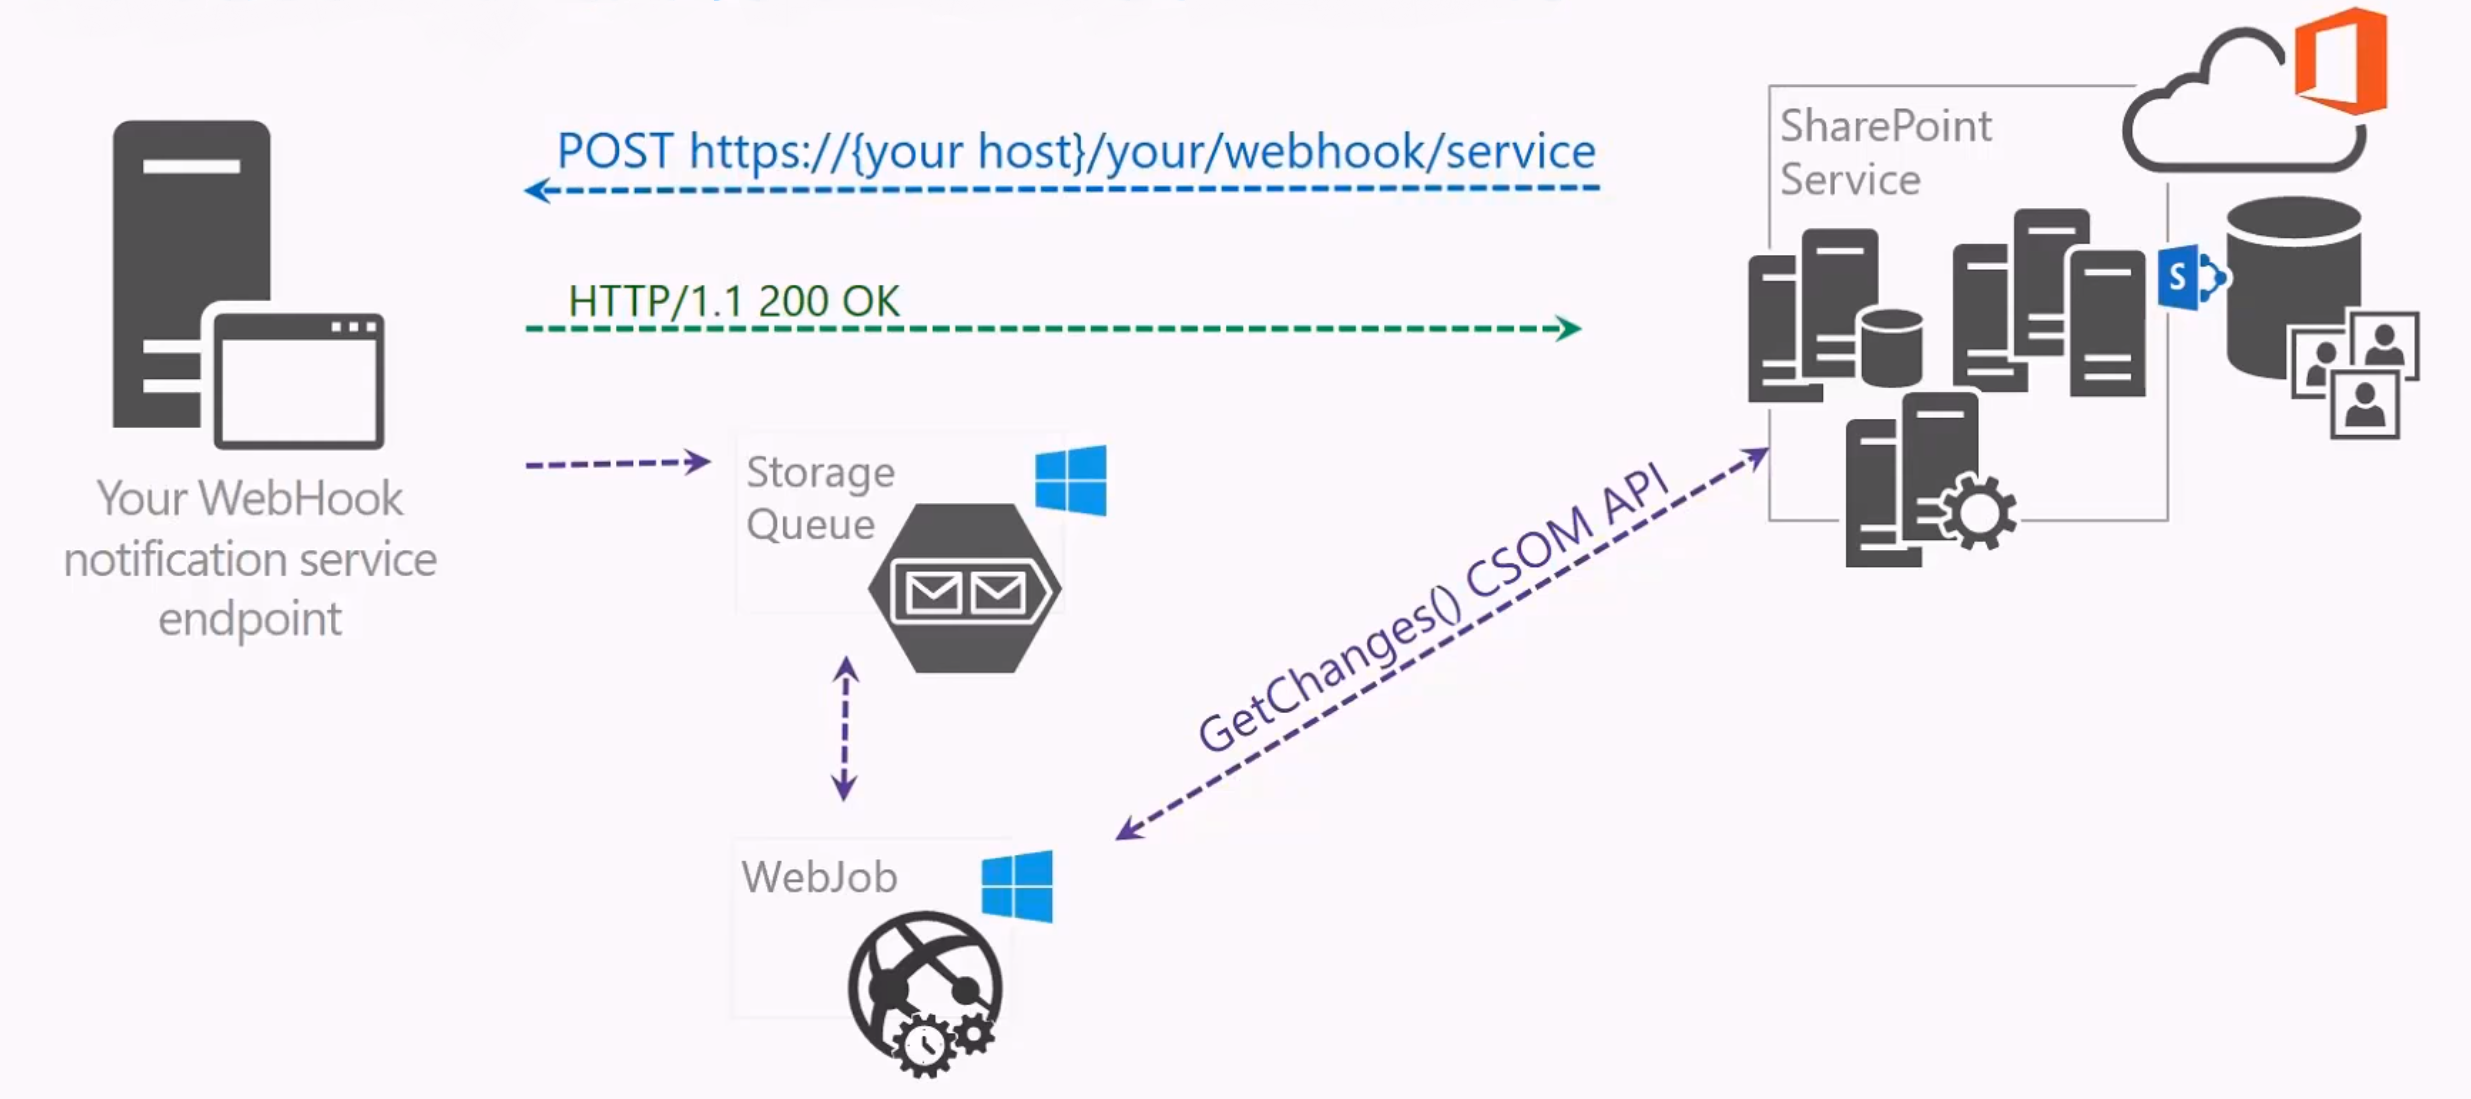 POST https://{your host}/your/webhook/service
SharePoint
Service
HTTP/1.1 200 OK
S
Your WebHook
notification service
endpoint
Storage
Queue
GetChanges() CSOM API
WebJob